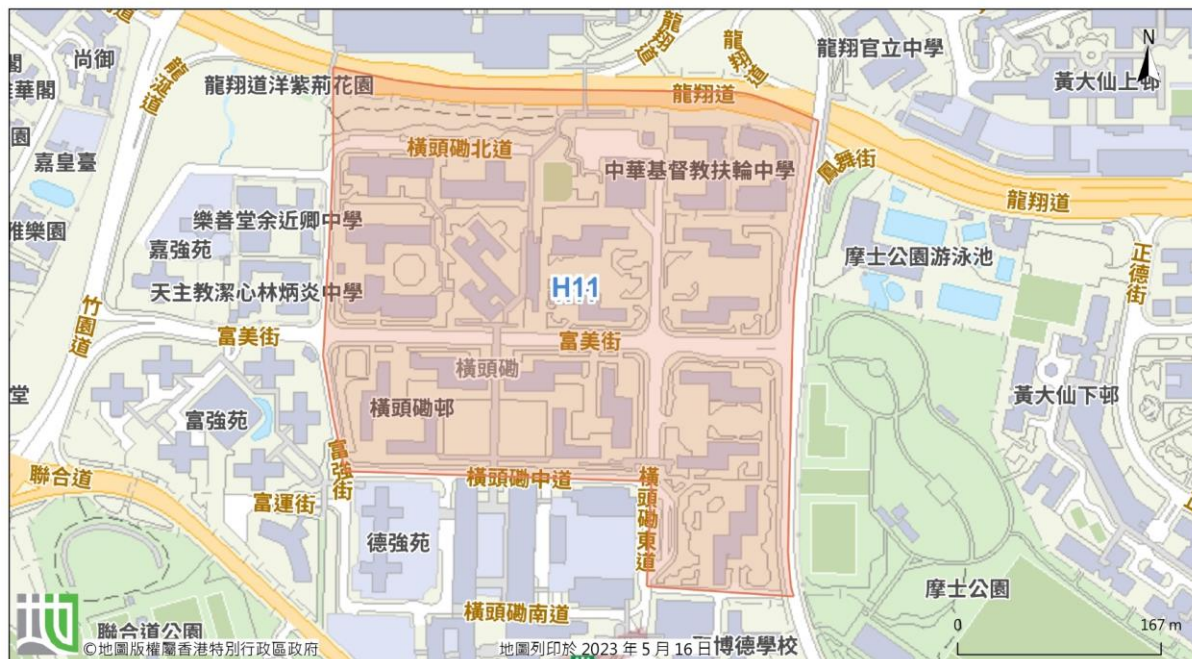 尚御
龍翔道
龍翔官立中學
N
黃大仙上邨
華閣
龍翔道洋紫荊花園
龍翔道
龍翔道
園
龍涎道
橫頭磡北道
中華基督教扶輪中學
鳳舞街
嘉皇臺
龍翔道
雅樂園
樂善堂余近卿中學
嘉強苑
摩士公園游泳池
正德街
天主教潔心林炳炎中學
H11
竹園道
富美街
富美街
橫頭磡
堂
富強苑
橫頭磡邨
黃大仙下邨
富強街
聯合道
橫頭磡中道
富運街
橫頭磡東道
德強苑
摩士公園
橫頭磡南道
0
167 m
聯合道公園
©地圖版權屬香港特別行政區政府
地圖列印於 2023 年 5 月 16 日
博德學校